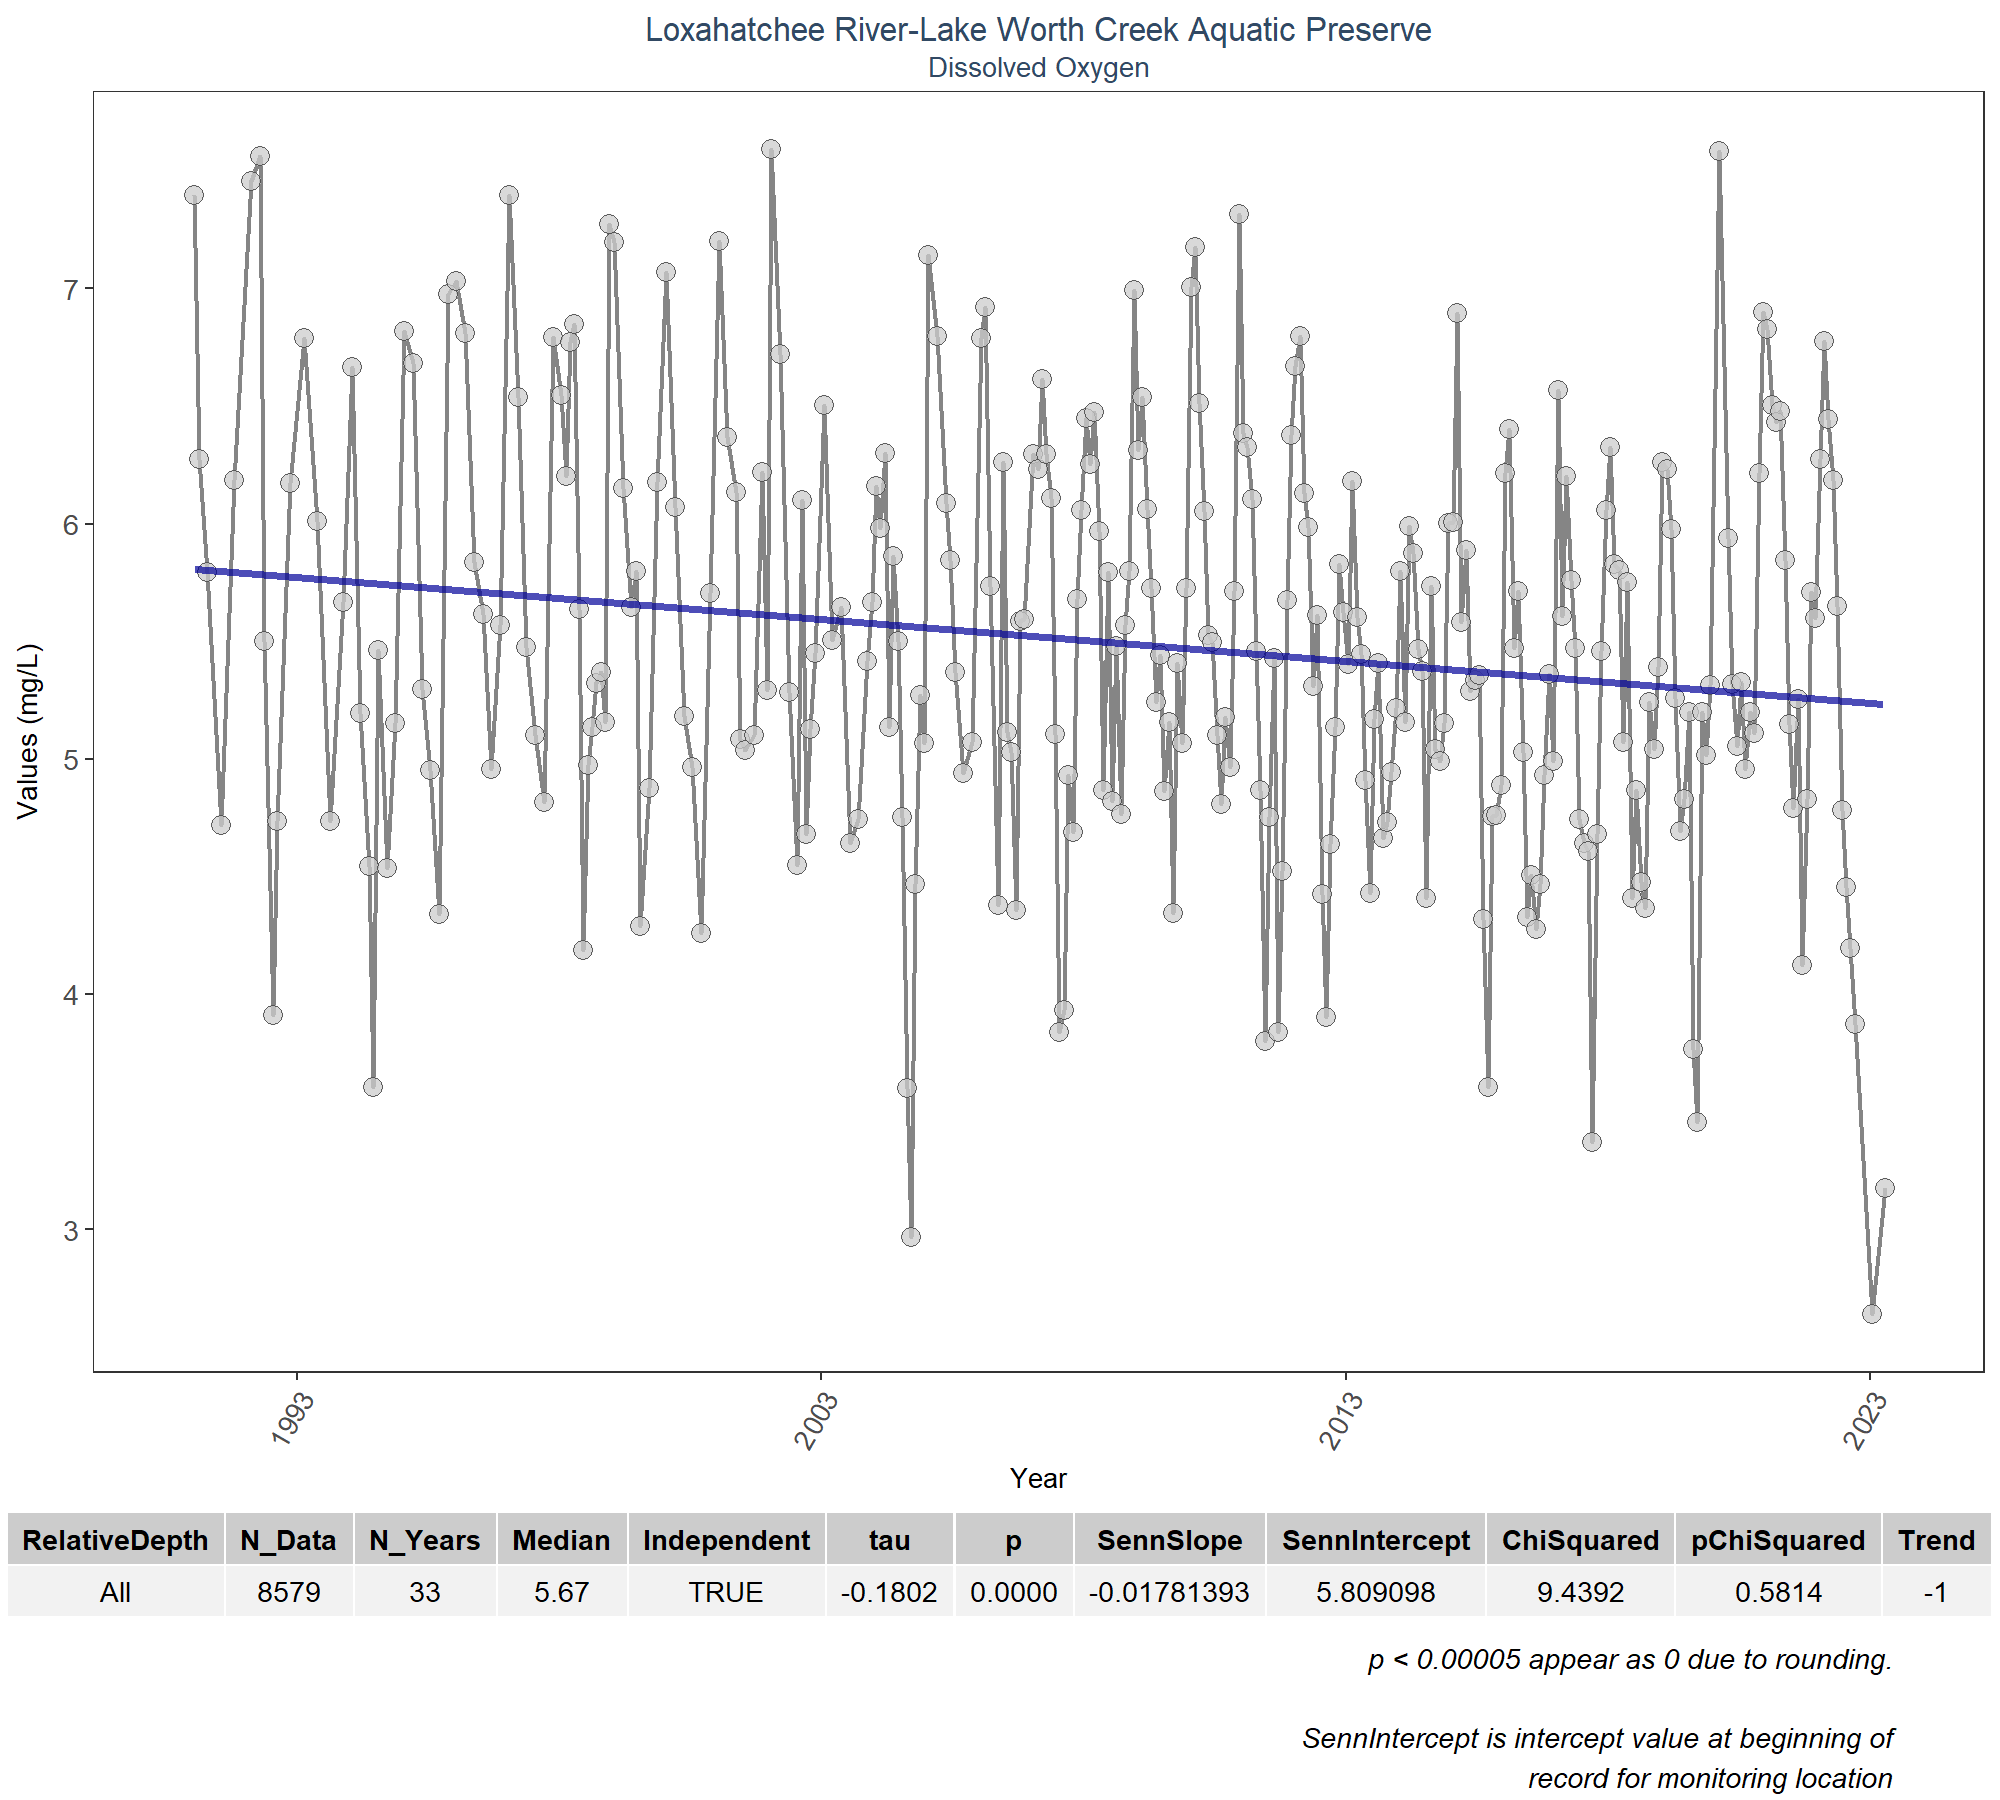 Loxahatchee River-Lake Worth Creek Aquatic Preserve
Dissolved Oxygen
Values (mg/L)
7
6
5
4
3
1993
2003
2013
2023
Year
RelativeDepth N_Data N_Years Median Independent tau p SennSlope SennIntercept ChiSquared pChiSquared Trend
All 8579 33 5.67 TRUE -0.1802 0.0000 -0.01781393 5.809098 9.4392 0.5814 -1
p < 0.00005 appear as 0 due to rounding.
SennIntercept is intercept value at beginning of
record for monitoring location